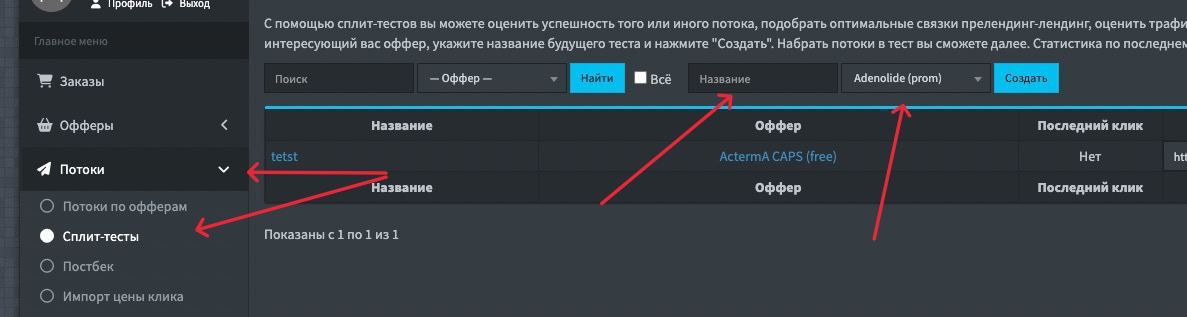 Профиль Выход
Главное меню
Заказы
Офферы
Потоки
Потоки по офферам
Сплит-тесты
Постбек
Импорт цены клика
С помощью сплит-тестов вы можете оценить успешность того или иного потока, подобрать оптимальные связки прелендинг-лендинг, оценить трафи
интересующий вас оффер, укажите название будущего теста и нажмите "Создать". Набрать потоки в тест вы сможете далее. Статистика по последнем
Поиск — Оффер — Найти Всё Название Adenolide (prom) Создать
Название Оффер Последний клик
tetst ActermA CAPS (free) Нет htt
Название Оффер Последний клик
Показаны с 1 по 1 из 1